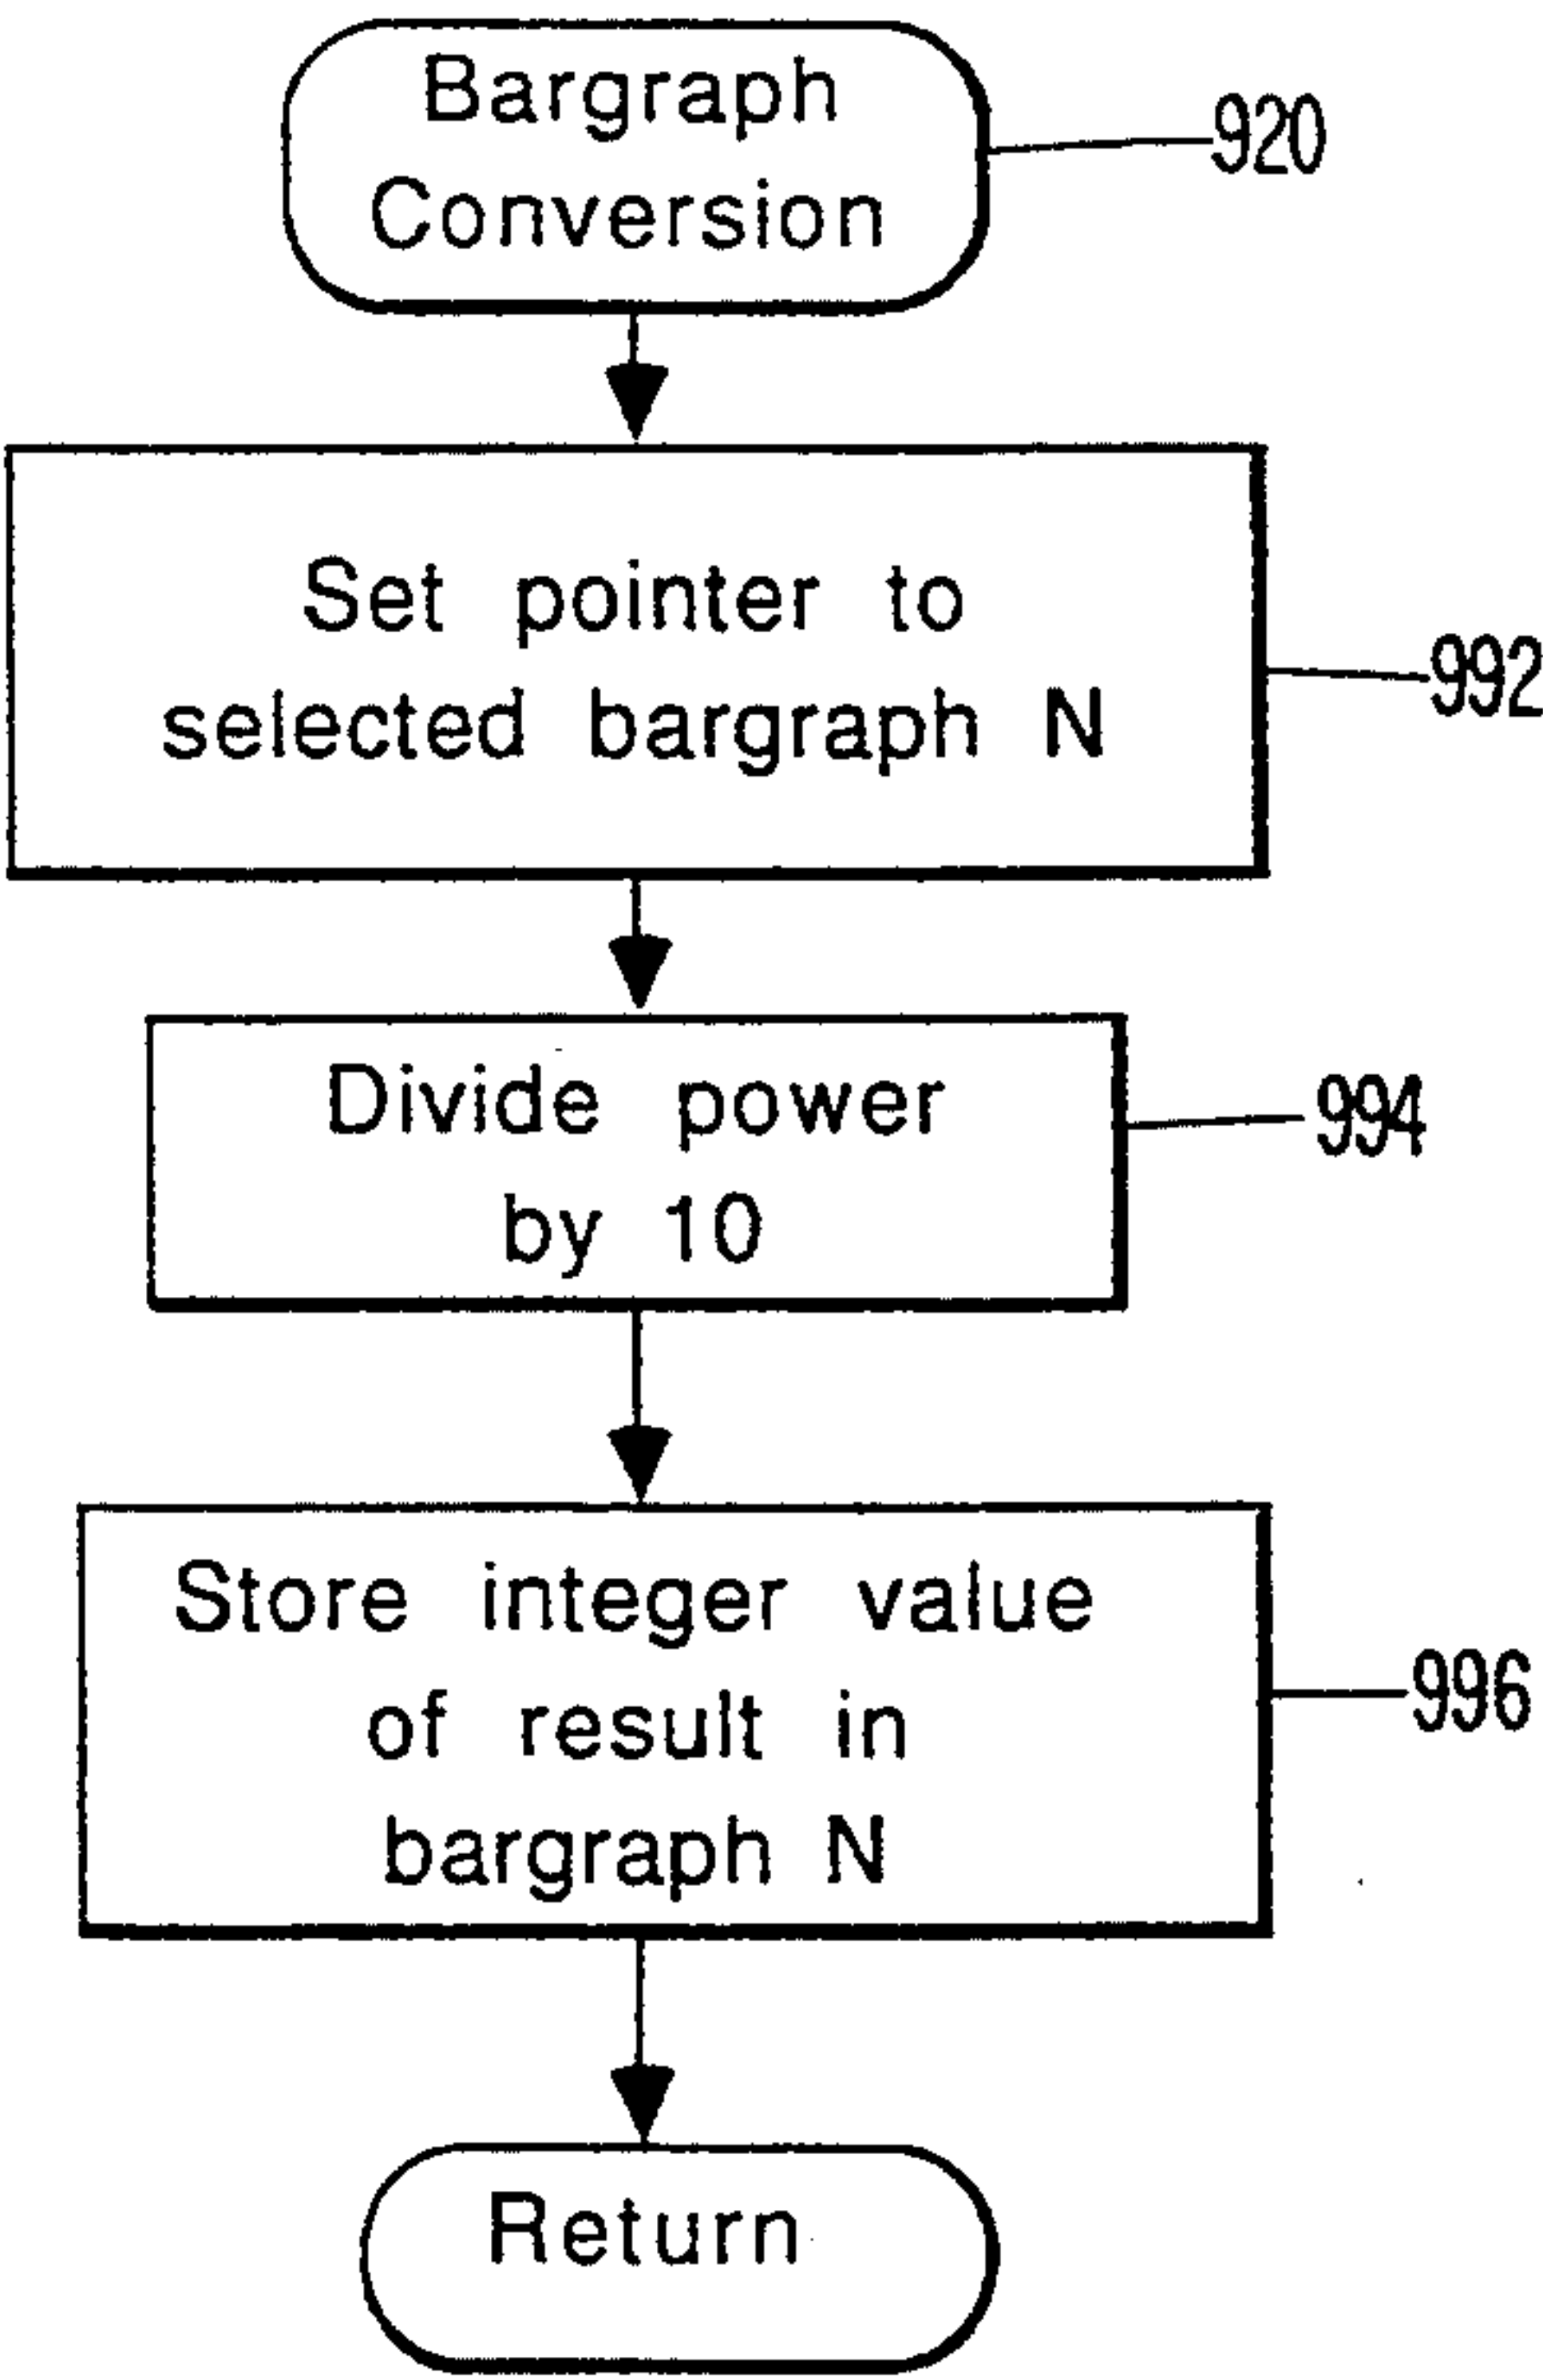 Bargraph
Conversion
920
Set pointer to
selected bargraph N
992
Divide power
by 10
994
Store integer value
of result in
bargraph N
996
Return